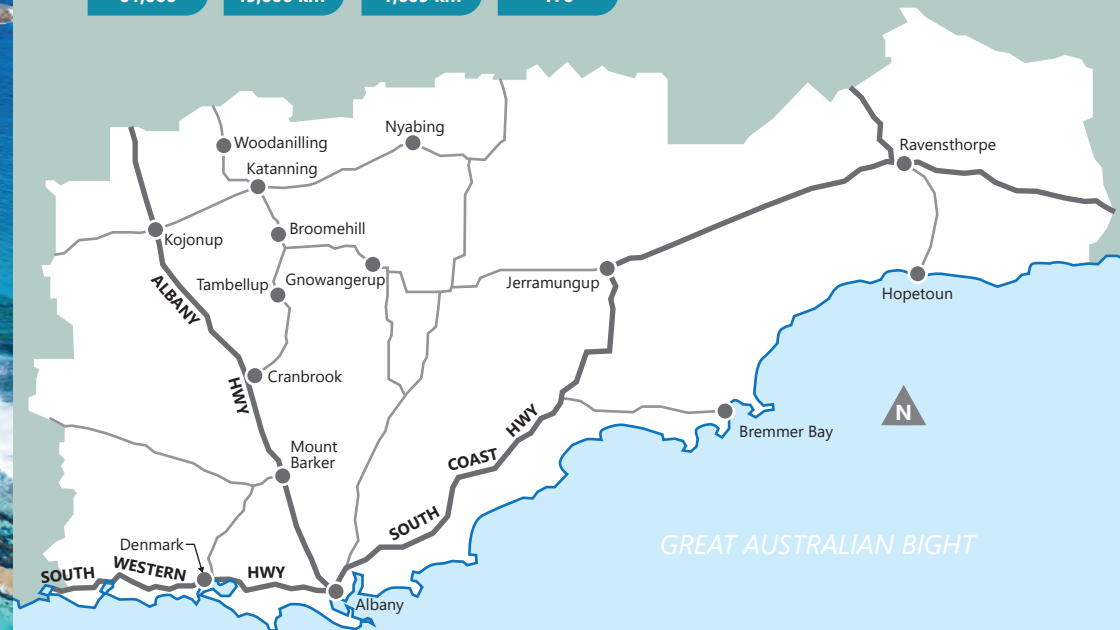 Nyabing
Woodanilling
Katanning
Ravensthorpe
Kojonup
Broomehill
Tambellup
Gnowangerup
Jerramungup
Hopetoun
ALBANY
HWY
Cranbrook
Bremmer Bay
N
Mount
Barker
SOUTH
COAST
HWY
GREAT AUSTRALIAN BIGHT
Denmark
SOUTH
WESTERN
HWY
Albany